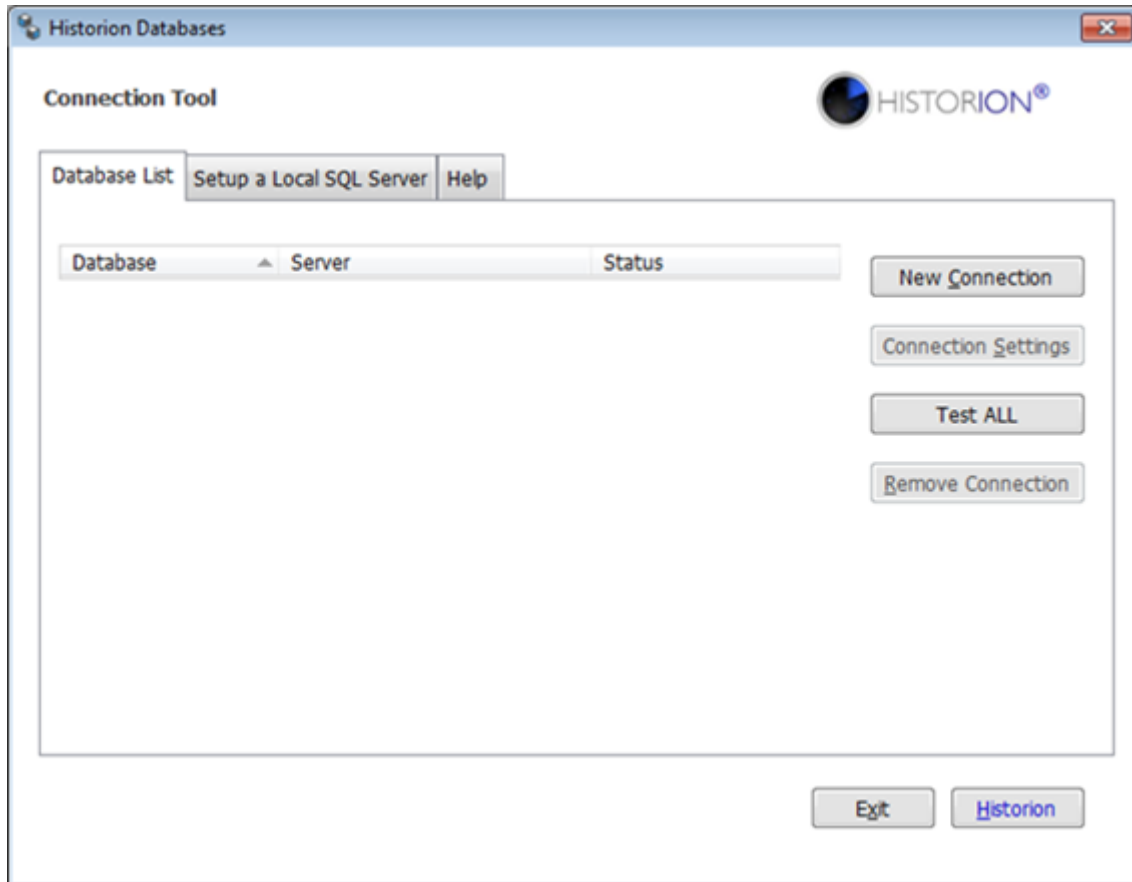 Historion Databases
Connection Tool
HISTORION®
Database List Setup a Local SQL Server Help
Database Server Status
New Connection
Connection Settings
Test ALL
Remove Connection
Exit Historion